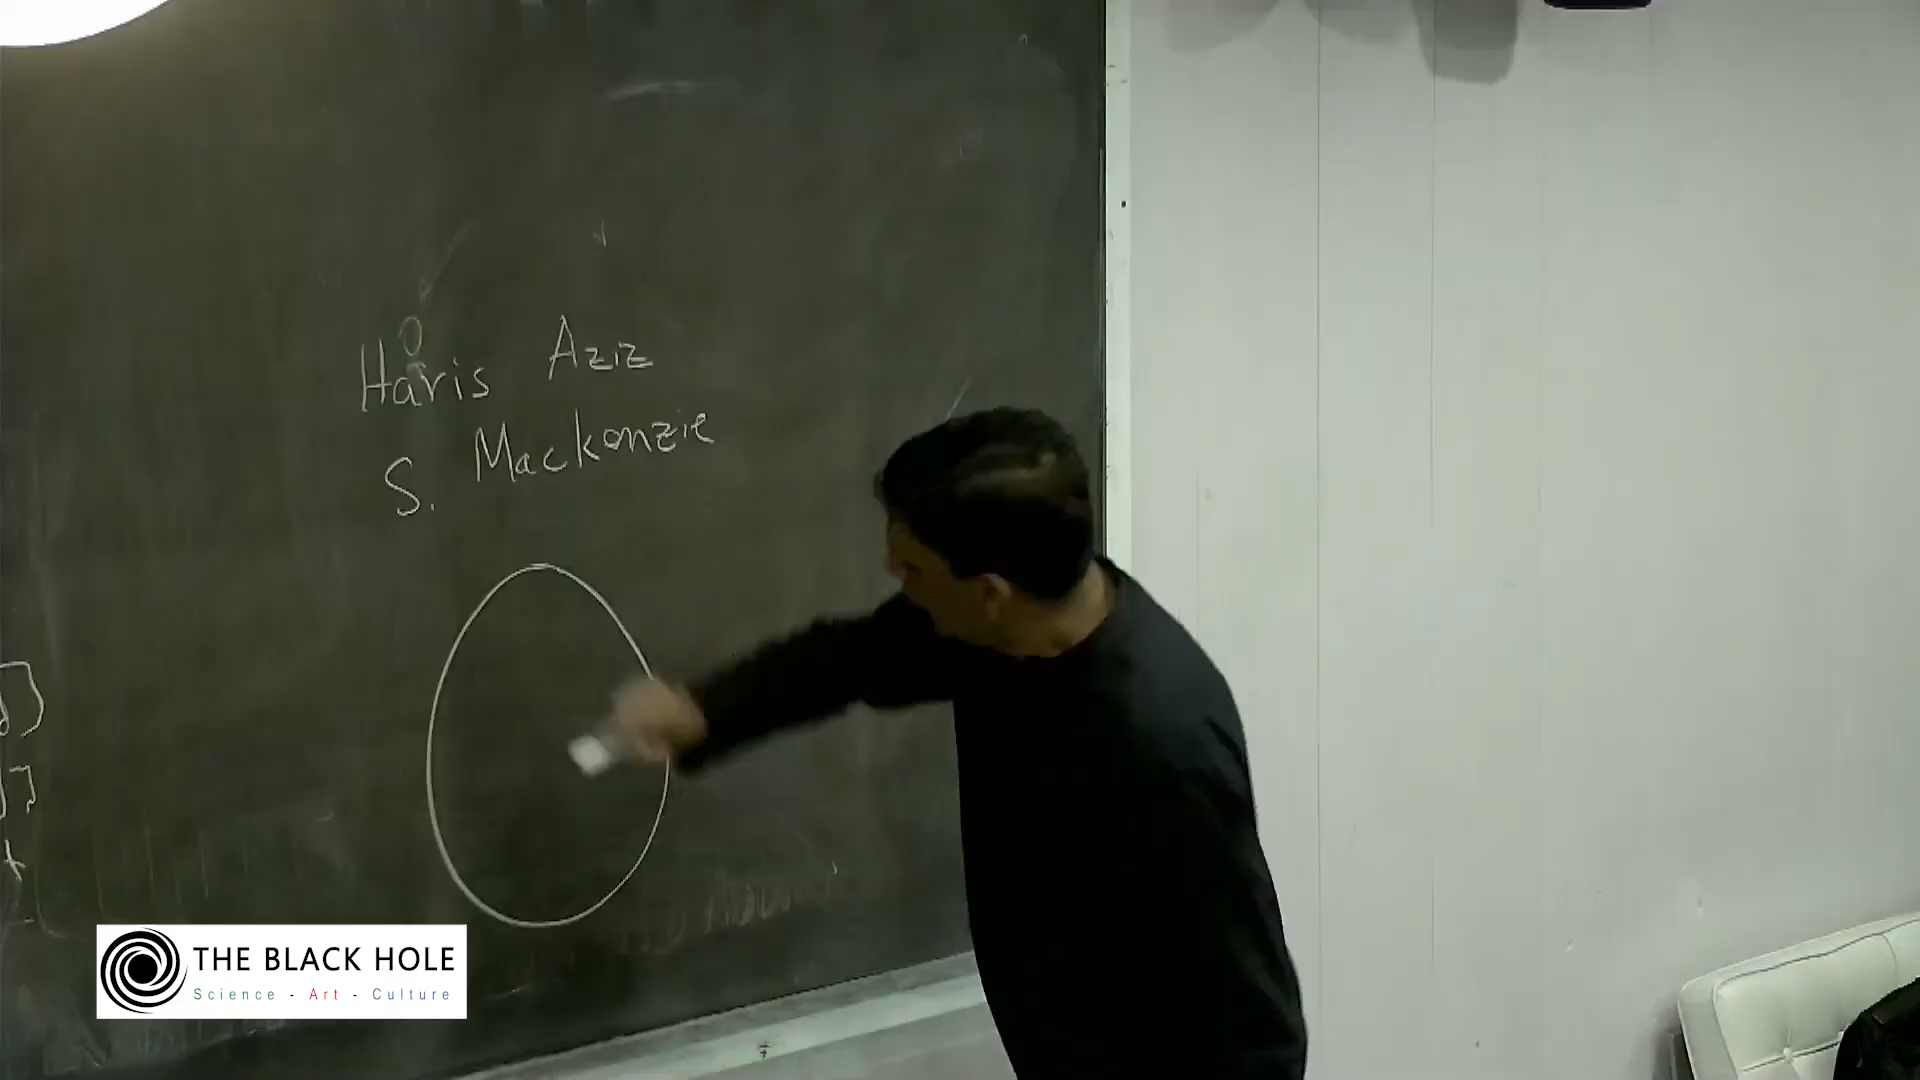 Haris Aziz
S. Mackenzie
THE BLACK HOLE
Science - Art - Culture